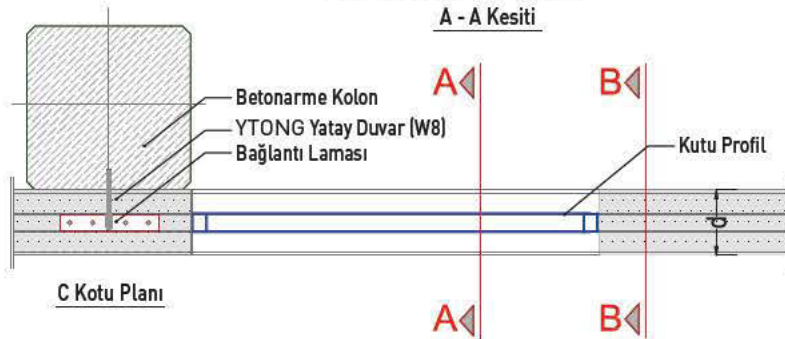 A - A Kesiti
A
B
Betonarme Kolon
YTONG Yatay Duvar (W8)
Bağlantı Laması
Kutu Profil
d
C Kotu Planı
A
B